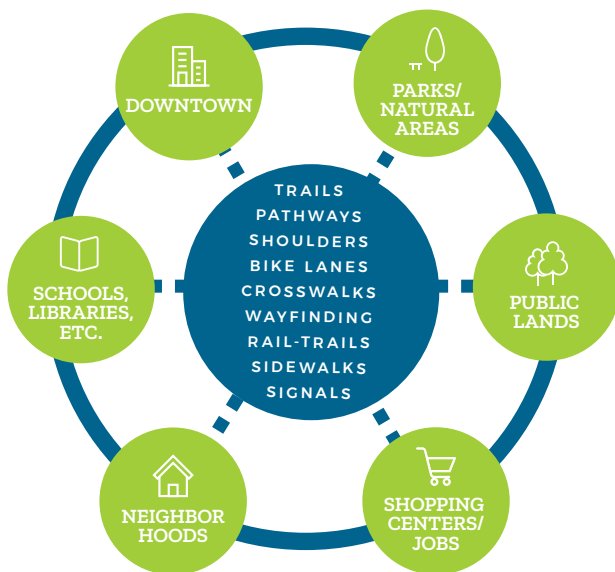 DOWNTOWN
PARKS/
NATURAL
AREAS
TRAILS
PATHWAYS
SHOULDERS
BIKE LANES
CROSSWALKS
WAYFINDING
RAIL-TRAILS
SIDEWALKS
SIGNALS
SCHOOLS,
LIBRARIES,
ETC.
PUBLIC
LANDS
NEIGHBOR
HOODS
SHOPPING
CENTERS/
JOBS